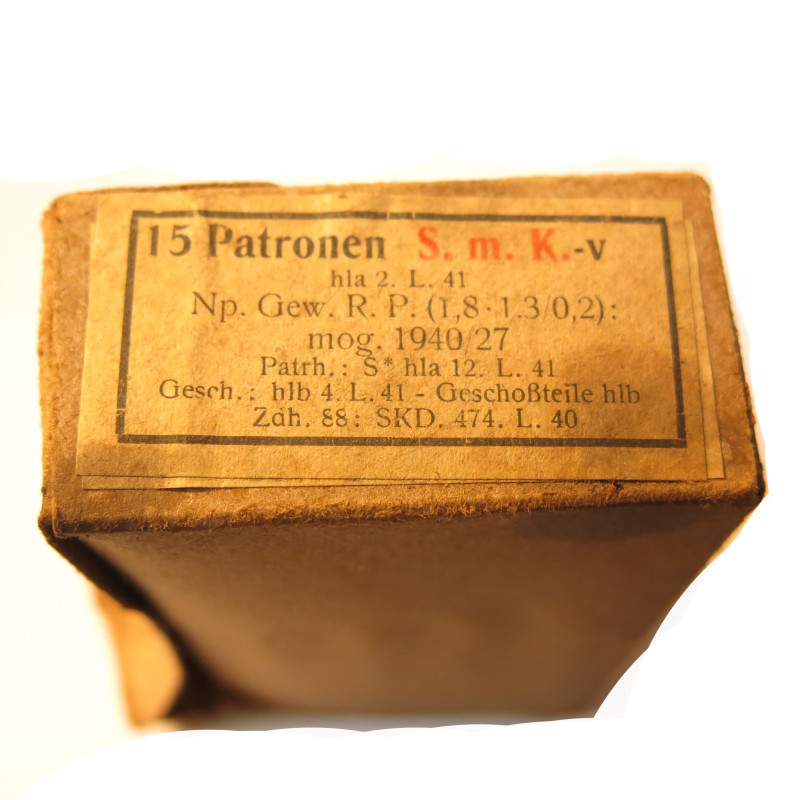 15 Patronen S. m. K.-v
hla 2. L. 41
Np. Gew. R. P. (1,8·1.3/0,2):
mog. 1940/27
Patrh.: S* hla 12. L. 41
Gesch.: hlb 4. L. 41 - Geschoßteile hlb
Zdh. 88: SKD. 474. L. 40